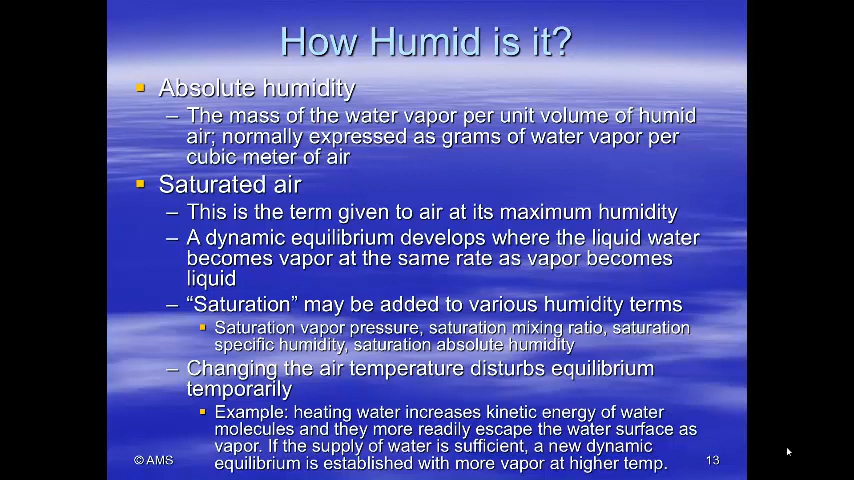 How Humid is it?
▪ Absolute humidity
– The mass of the water vapor per unit volume of humid
air; normally expressed as grams of water vapor per
cubic meter of air
▪ Saturated air
– This is the term given to air at its maximum humidity
– A dynamic equilibrium develops where the liquid water
becomes vapor at the same rate as vapor becomes
liquid
– “Saturation” may be added to various humidity terms
▪ Saturation vapor pressure, saturation mixing ratio, saturation
specific humidity, saturation absolute humidity
– Changing the air temperature disturbs equilibrium
temporarily
▪ Example: heating water increases kinetic energy of water
molecules and they more readily escape the water surface as
vapor. If the supply of water is sufficient, a new dynamic
equilibrium is established with more vapor at higher temp.
© AMS
13